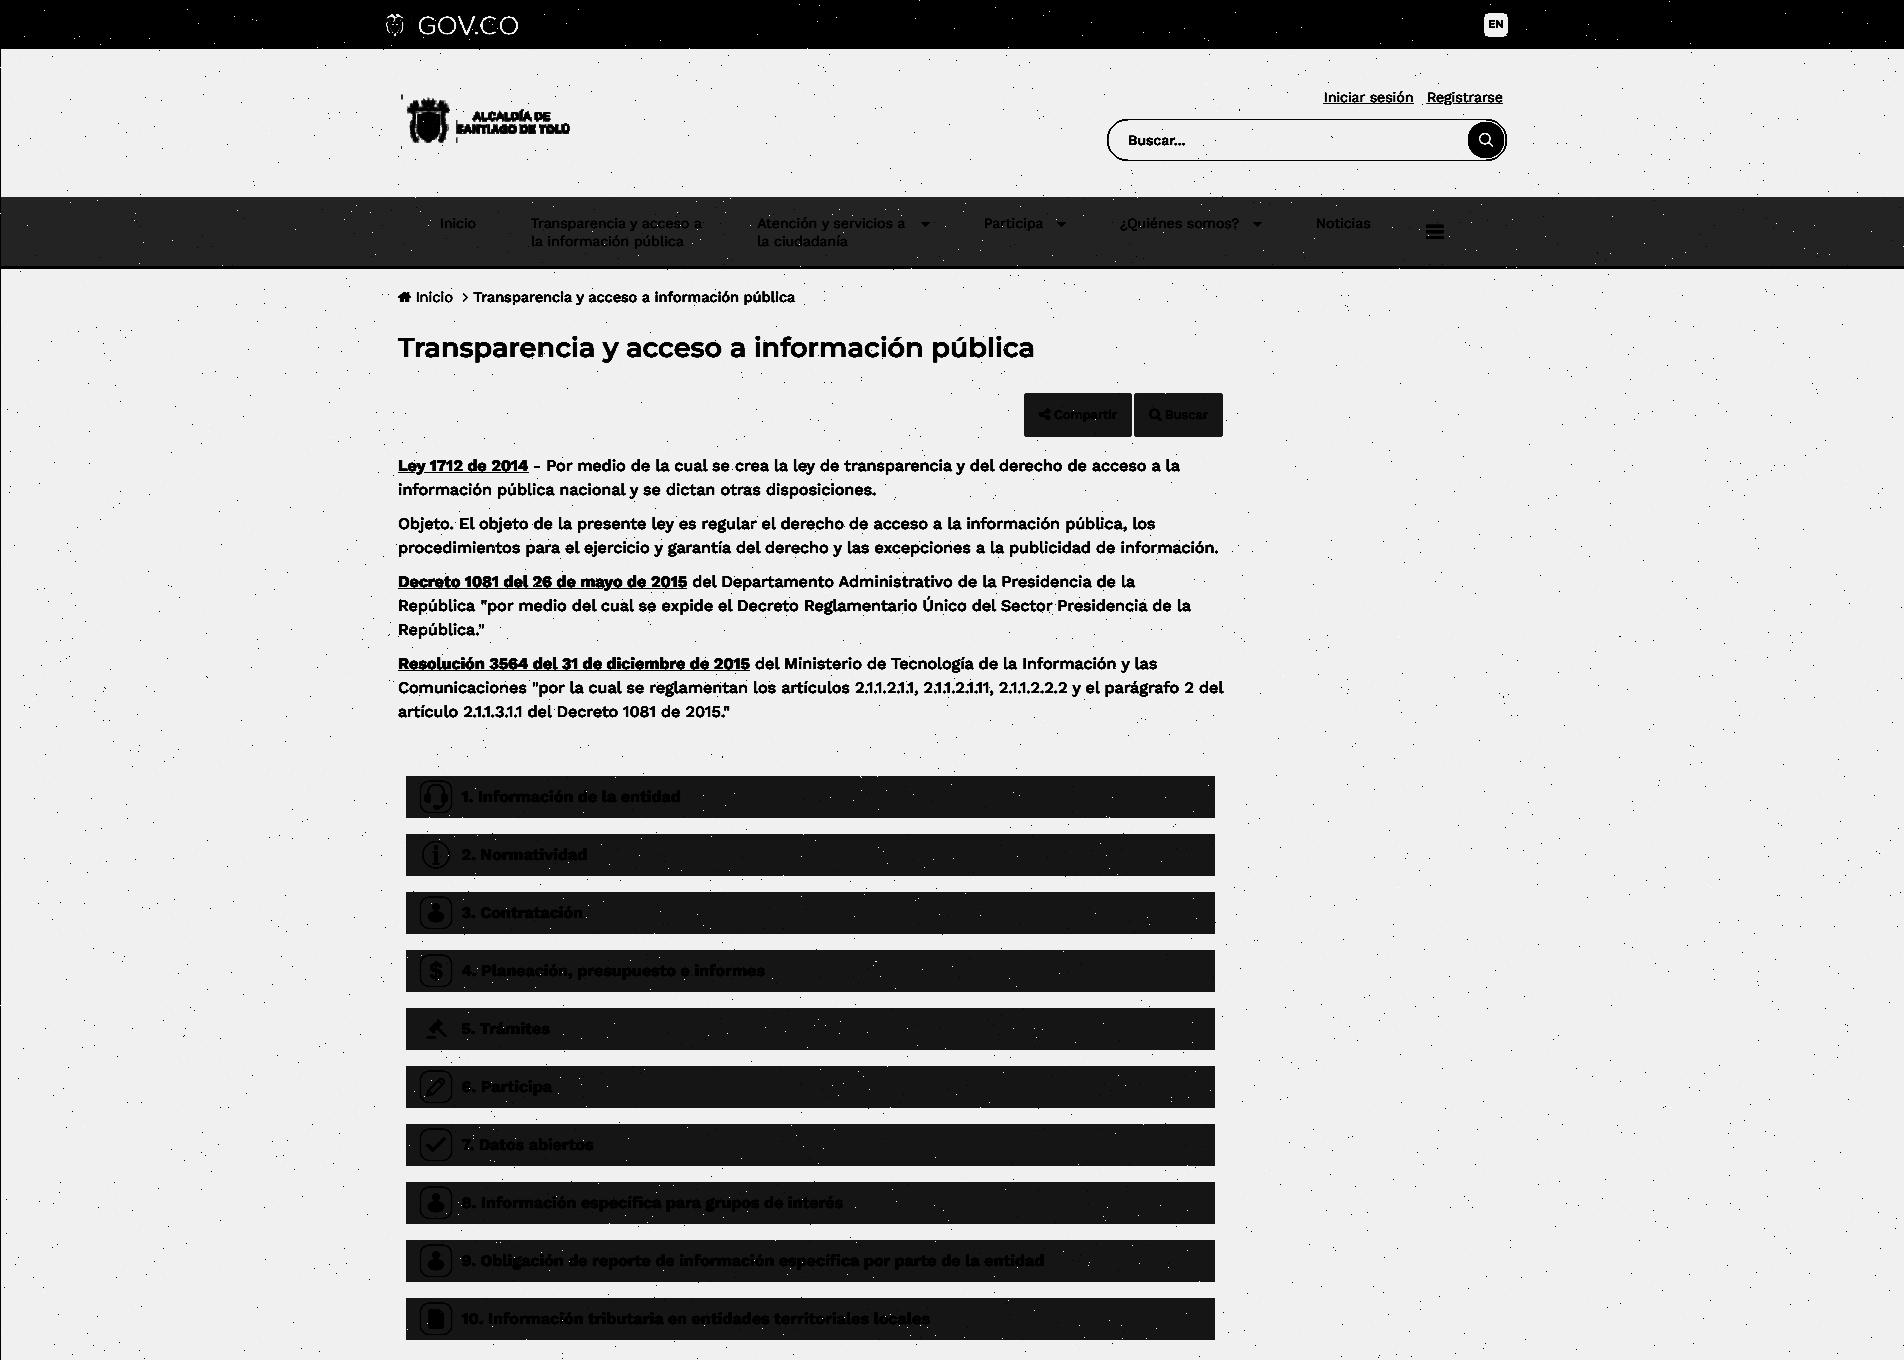 GOV.CO
EN
ALCALDÍA DE
SANTIAGO DE TOLÚ
Iniciar sesión Registrarse
Buscar...
Inicio Transparencia y acceso a la información pública Atención y servicios a la ciudadanía Participa ¿Quiénes somos? Noticias
Inicio > Transparencia y acceso a información pública
Transparencia y acceso a información pública
Compartir Buscar
Ley 1712 de 2014 - Por medio de la cual se crea la ley de transparencia y del derecho de acceso a la
información pública nacional y se dictan otras disposiciones.
Objeto. El objeto de la presente ley es regular el derecho de acceso a la información pública, los
procedimientos para el ejercicio y garantía del derecho y las excepciones a la publicidad de información.
Decreto 1081 del 26 de mayo de 2015 del Departamento Administrativo de la Presidencia de la
República "por medio del cual se expide el Decreto Reglamentario Único del Sector Presidencia de la
República."
Resolución 3564 del 31 de diciembre de 2015 del Ministerio de Tecnología de la Información y las
Comunicaciones "por la cual se reglamentan los artículos 2.1.1.2.1.1, 2.1.1.2.1.11, 2.1.1.2.2.2 y el parágrafo 2 del
artículo 2.1.1.3.1.1 del Decreto 1081 de 2015."
1. Información de la entidad
2. Normatividad
3. Contratación
4. Planeación, presupuesto e informes
5. Trámites
6. Participa
7. Datos abiertos
8. Información específica para grupos de interés
9. Obligación de reporte de información específica por parte de la entidad
10. Información tributaria en entidades territoriales locales